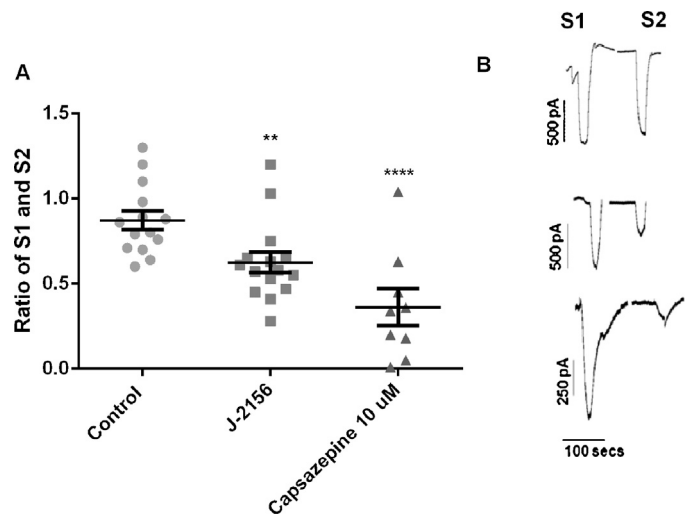 S1 S2
A
B
1.5
1.0
0.5
0.0
Ratio of S1 and S2
**
****
Control
J-2156
Capsazepine 10 uM
500 pA
500 pA
250 pA
100 secs